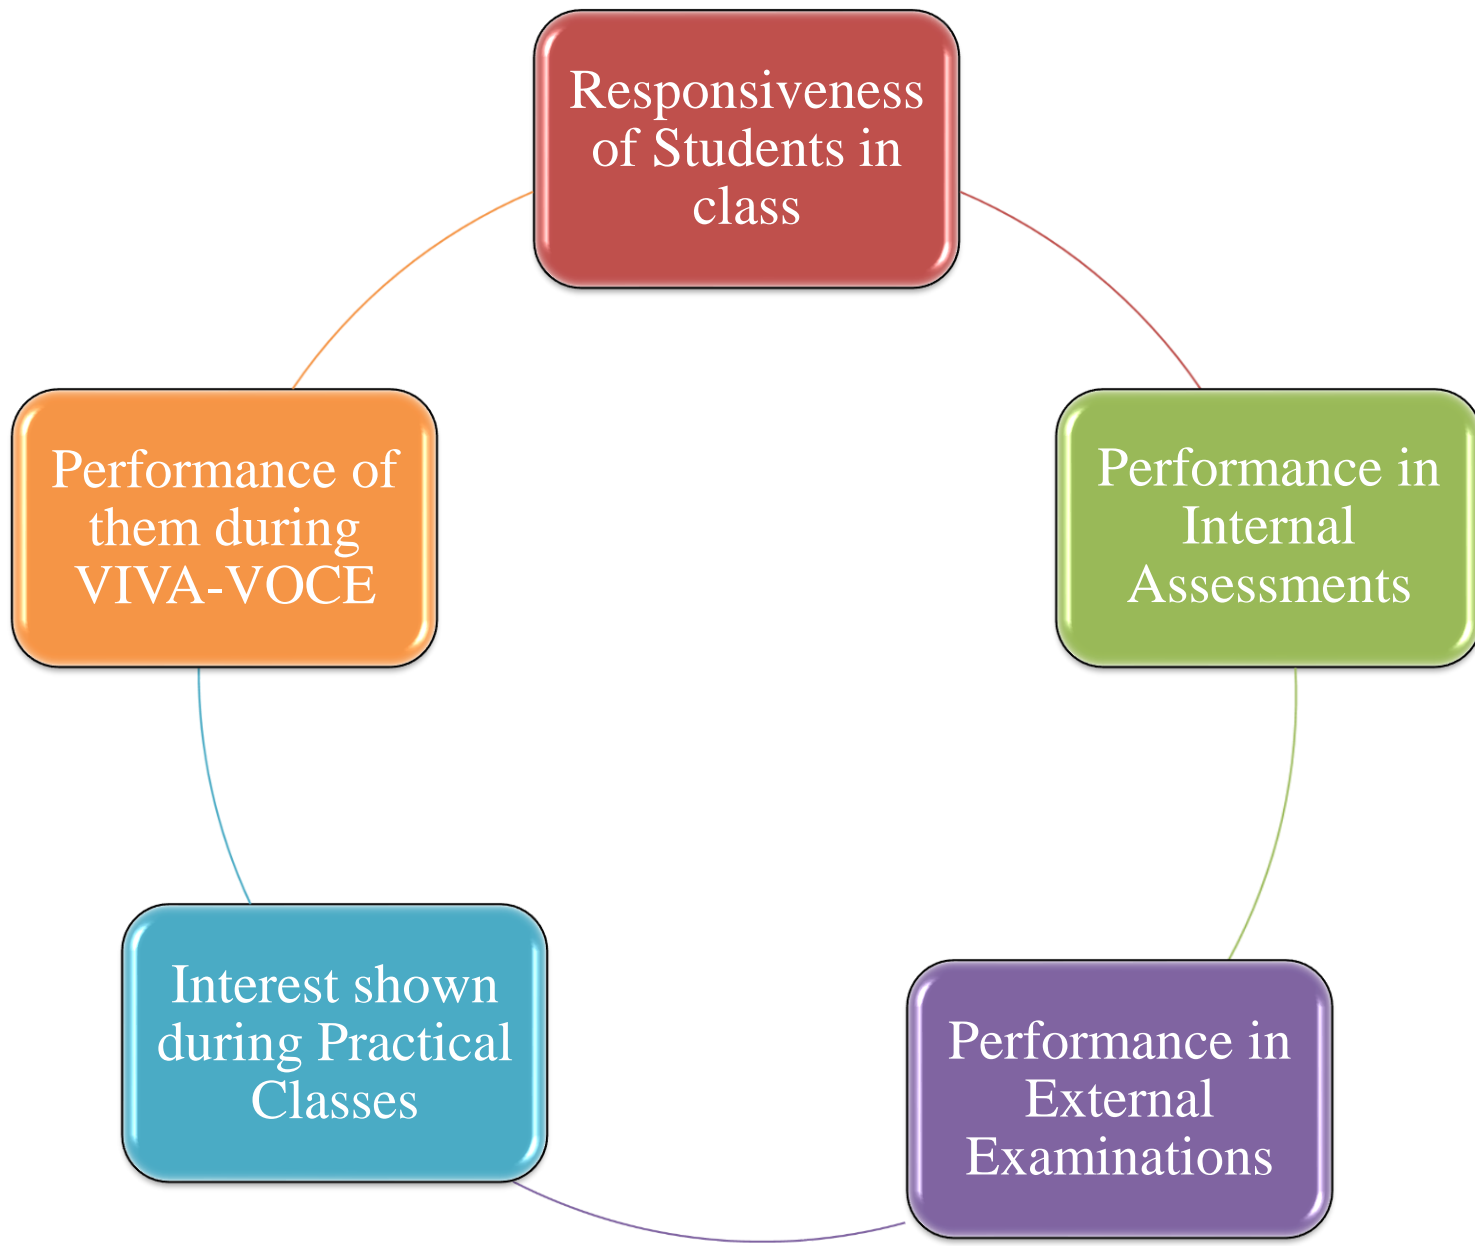 Responsiveness
of Students in
class
Performance in
Internal
Assessments
Performance in
External
Examinations
Interest shown
during Practical
Classes
Performance of
them during
VIVA-VOCE